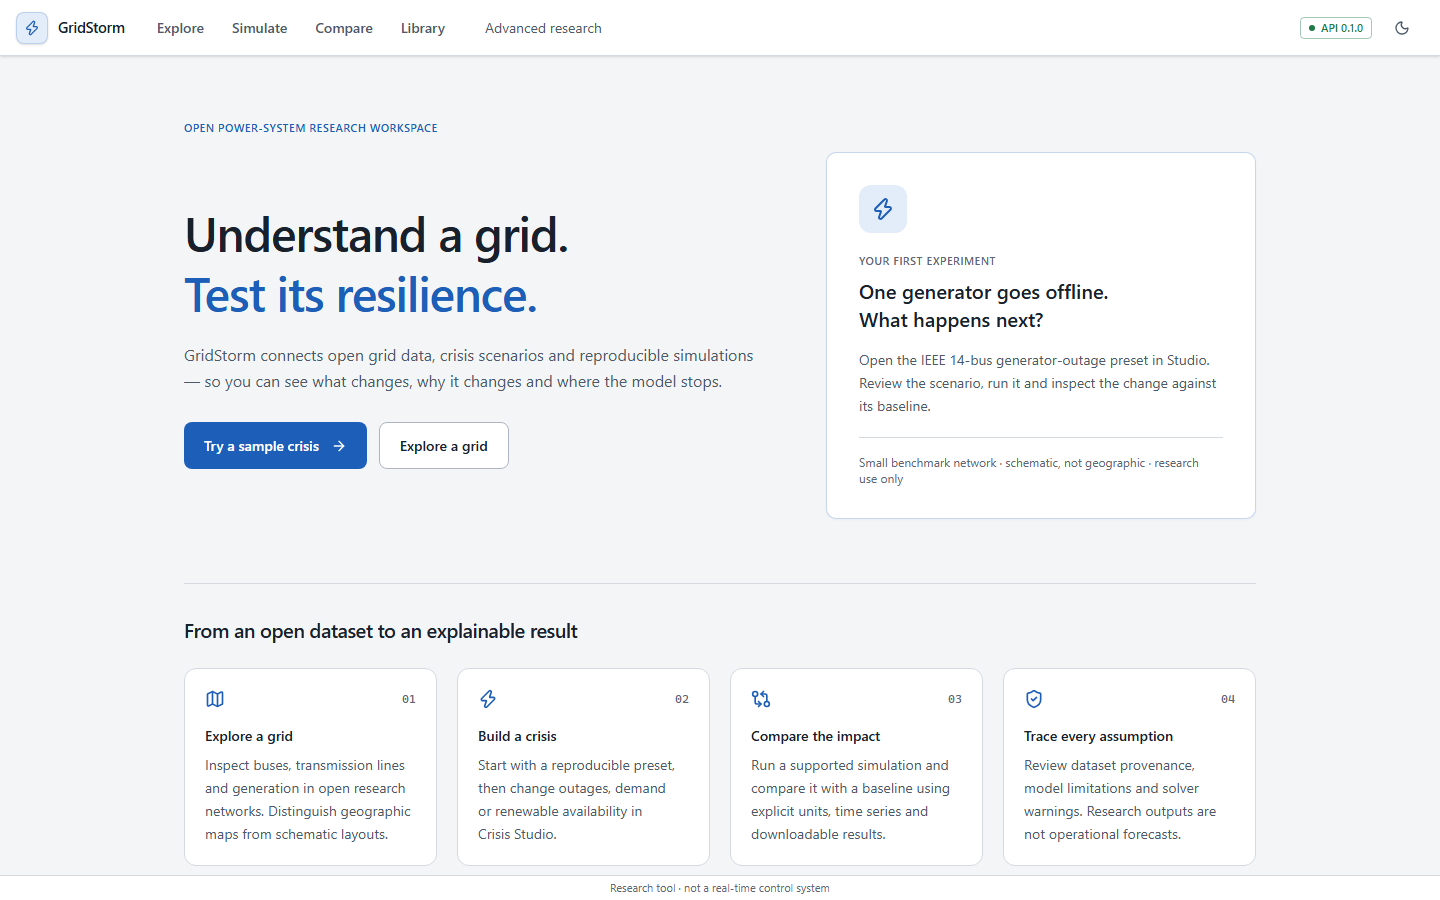 GridStorm
Explore
Simulate
Compare
Library
Advanced research
API 0.1.0
OPEN POWER-SYSTEM RESEARCH WORKSPACE
Understand a grid.
Test its resilience.
GridStorm connects open grid data, crisis scenarios and reproducible simulations
— so you can see what changes, why it changes and where the model stops.
Try a sample crisis
Explore a grid
YOUR FIRST EXPERIMENT
One generator goes offline.
What happens next?
Open the IEEE 14-bus generator-outage preset in Studio.
Review the scenario, run it and inspect the change against
its baseline.
Small benchmark network · schematic, not geographic · research
use only
From an open dataset to an explainable result
01
Explore a grid
Inspect buses, transmission lines
and generation in open research
networks. Distinguish geographic
maps from schematic layouts.
02
Build a crisis
Start with a reproducible preset,
then change outages, demand
or renewable availability in
Crisis Studio.
03
Compare the impact
Run a supported simulation and
compare it with a baseline using
explicit units, time series and
downloadable results.
04
Trace every assumption
Review dataset provenance,
model limitations and solver
warnings. Research outputs are
not operational forecasts.
Research tool · not a real-time control system